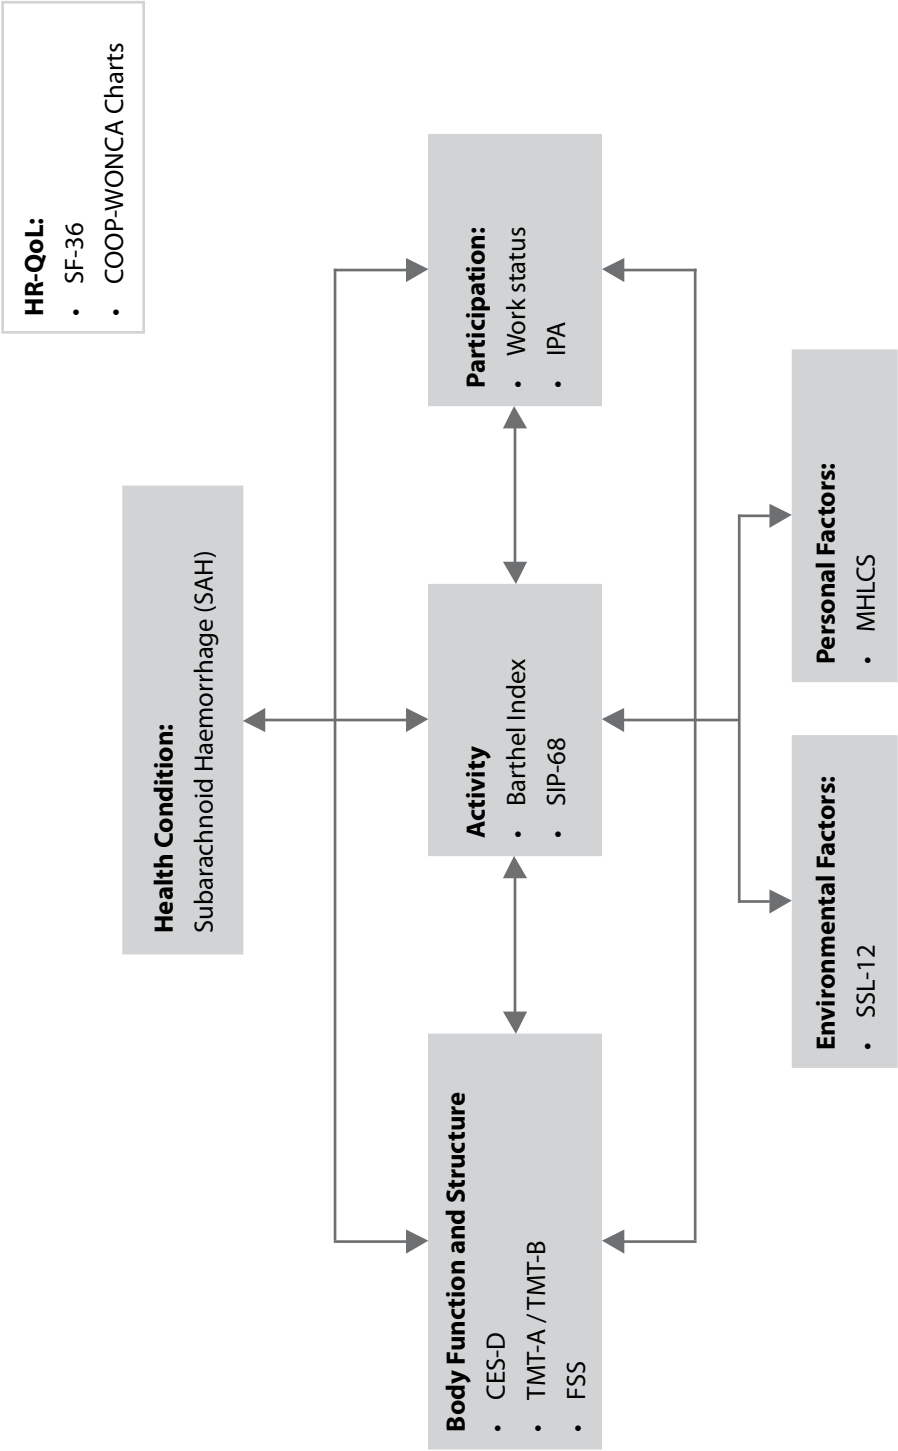 HR-QoL:
• SF-36
• COOP-WONCA Charts
Health Condition:
Subarachnoid Haemorrhage (SAH)
Body Function and Structure
• CES-D
• TMT-A / TMT-B
• FSS
Activity
• Barthel Index
• SIP-68
Participation:
• Work status
• IPA
Environmental Factors:
• SSL-12
Personal Factors:
• MHLCS